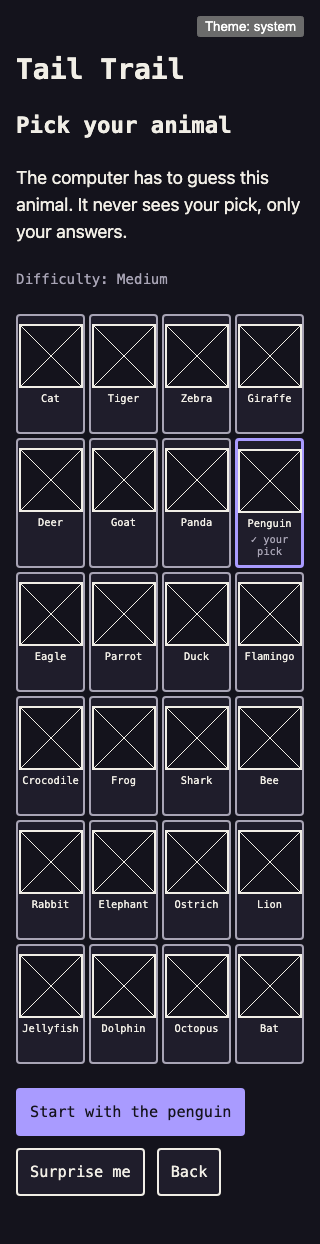 Theme: system
Tail Trail
Pick your animal
The computer has to guess this
animal. It never sees your pick, only
your answers.
Difficulty: Medium
Cat
Tiger
Zebra
Giraffe
Deer
Goat
Panda
Penguin
✓ your
pick
Eagle
Parrot
Duck
Flamingo
Crocodile
Frog
Shark
Bee
Rabbit
Elephant
Ostrich
Lion
Jellyfish
Dolphin
Octopus
Bat
Start with the penguin
Surprise me
Back